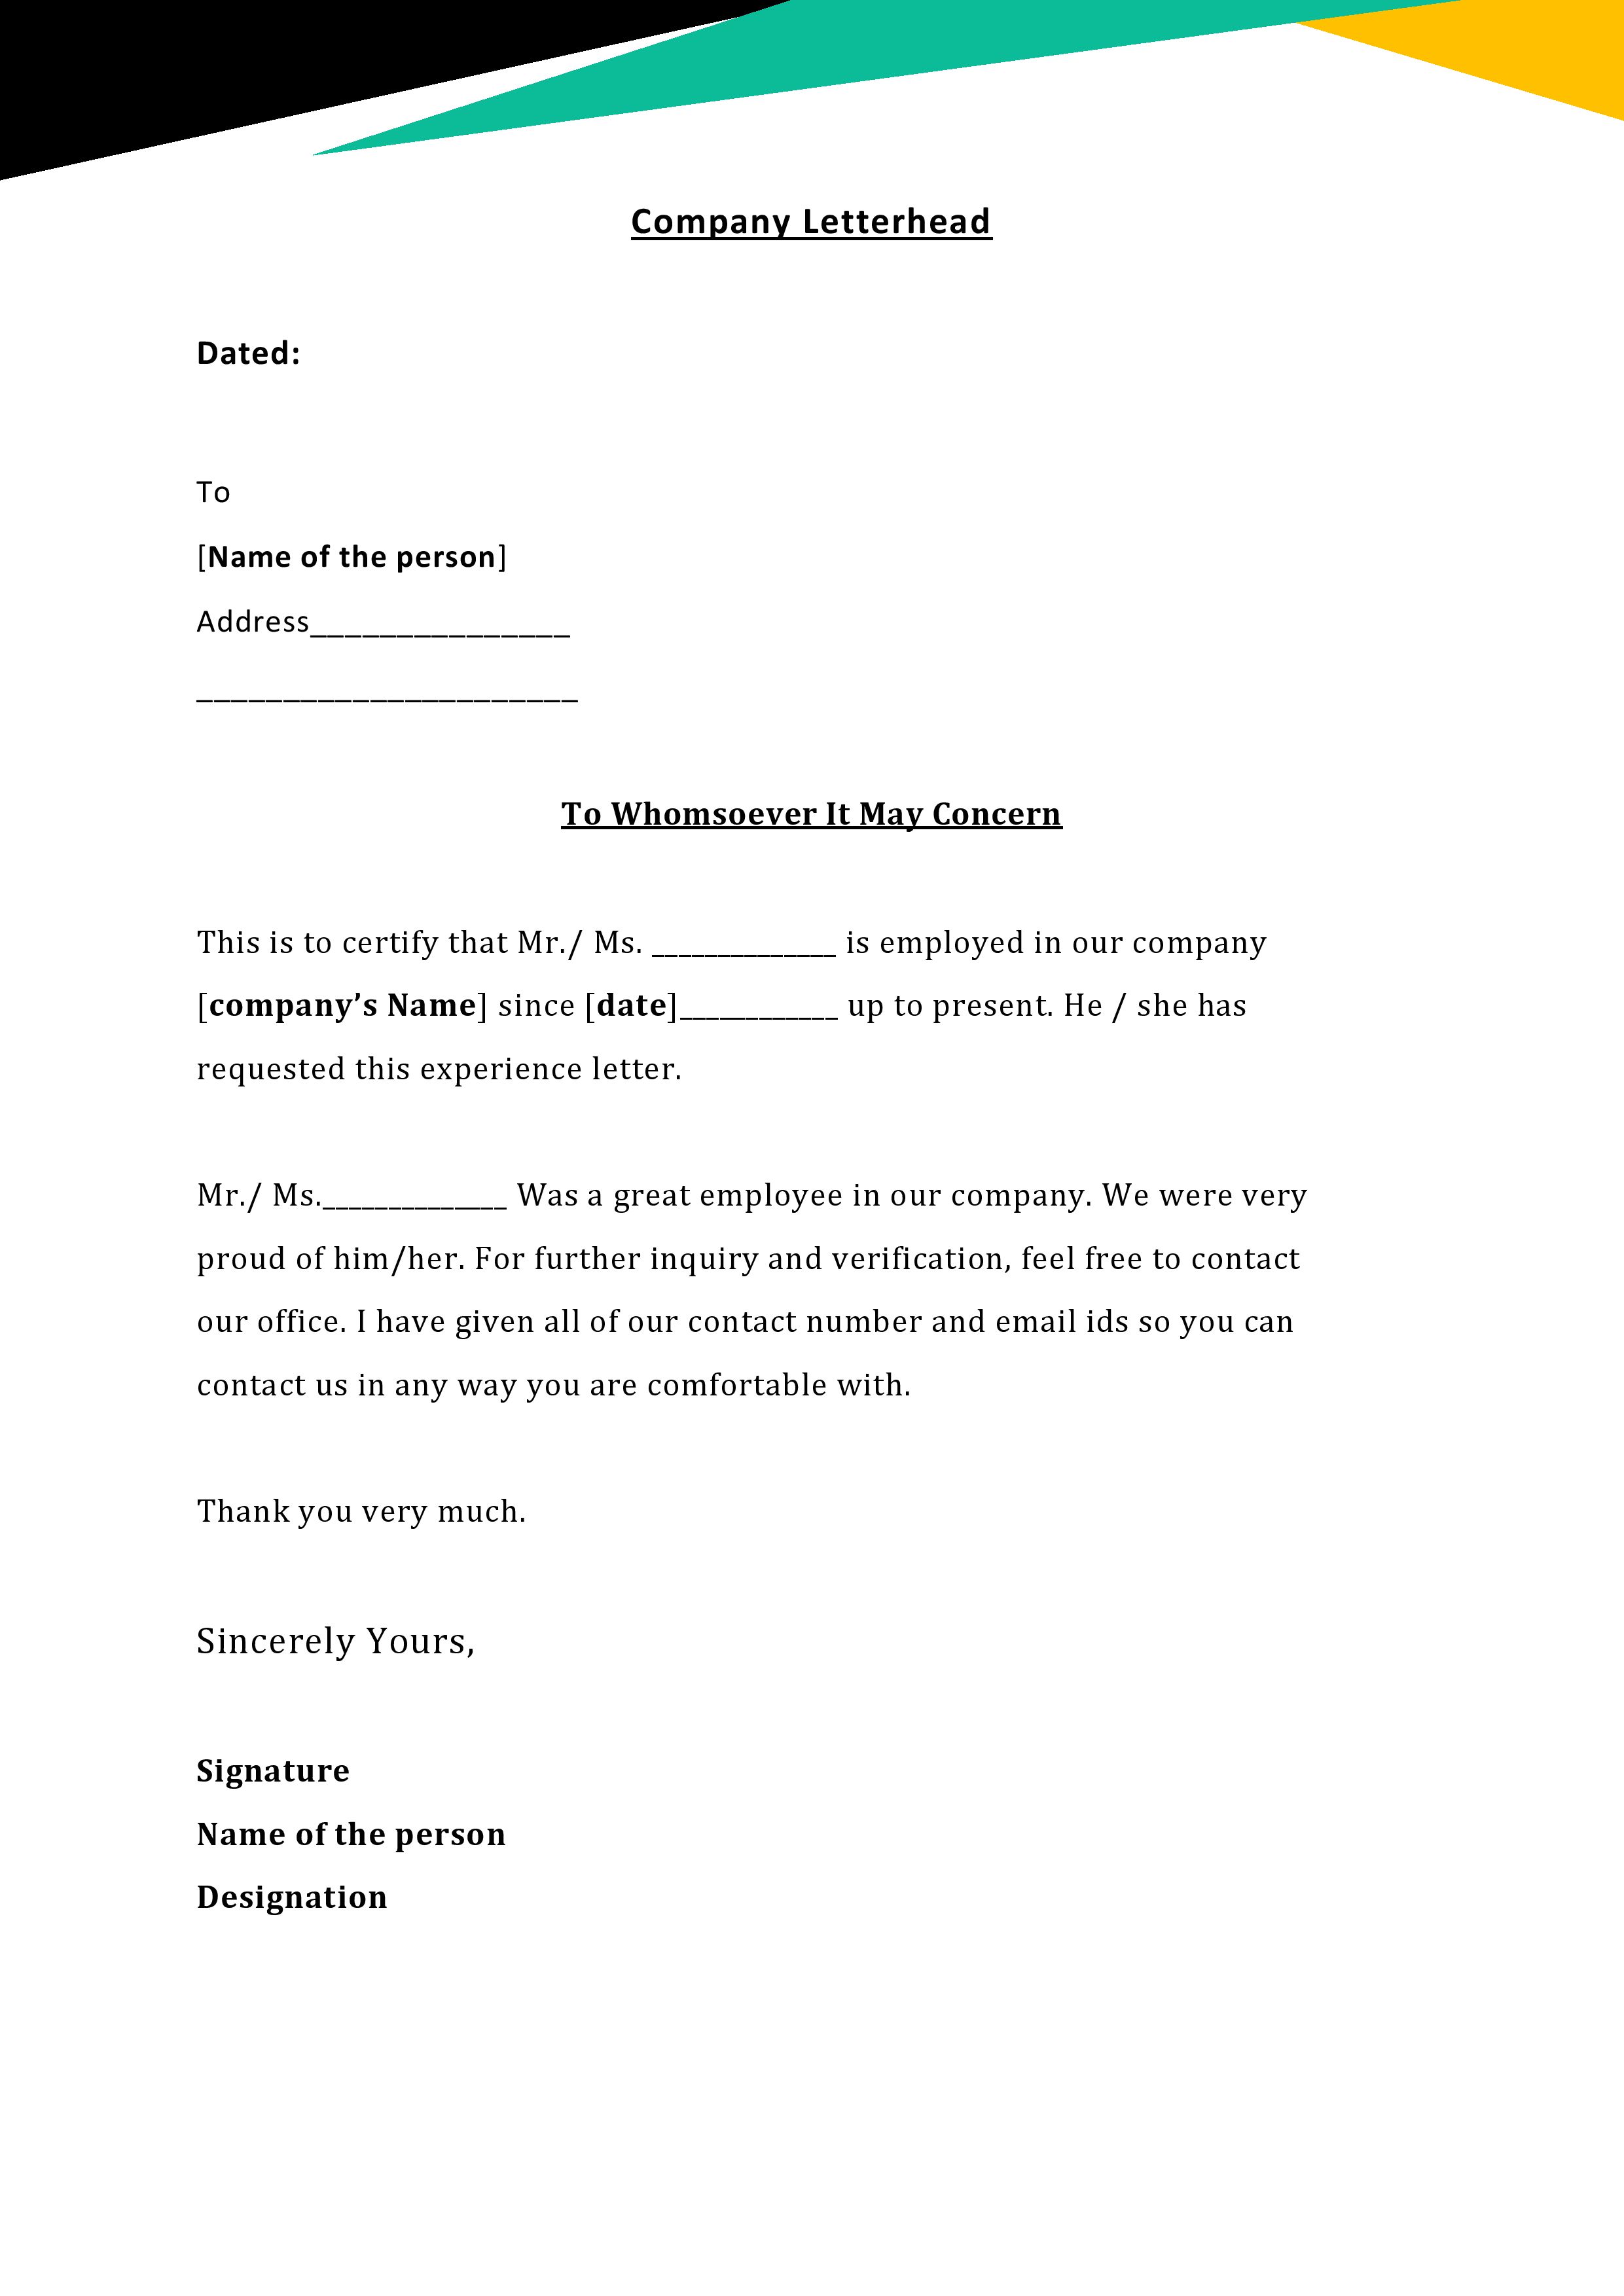 Company Letterhead
Dated:
To
[Name of the person]
Address_______________
______________________
To Whomsoever It May Concern
This is to certify that Mr./ Ms. ______________ is employed in our company
[company’s Name] since [date]____________ up to present. He / she has
requested this experience letter.
Mr./ Ms.______________ Was a great employee in our company. We were very
proud of him/her. For further inquiry and verification, feel free to contact
our office. I have given all of our contact number and email ids so you can
contact us in any way you are comfortable with.
Thank you very much.
Sincerely Yours,
Signature
Name of the person
Designation